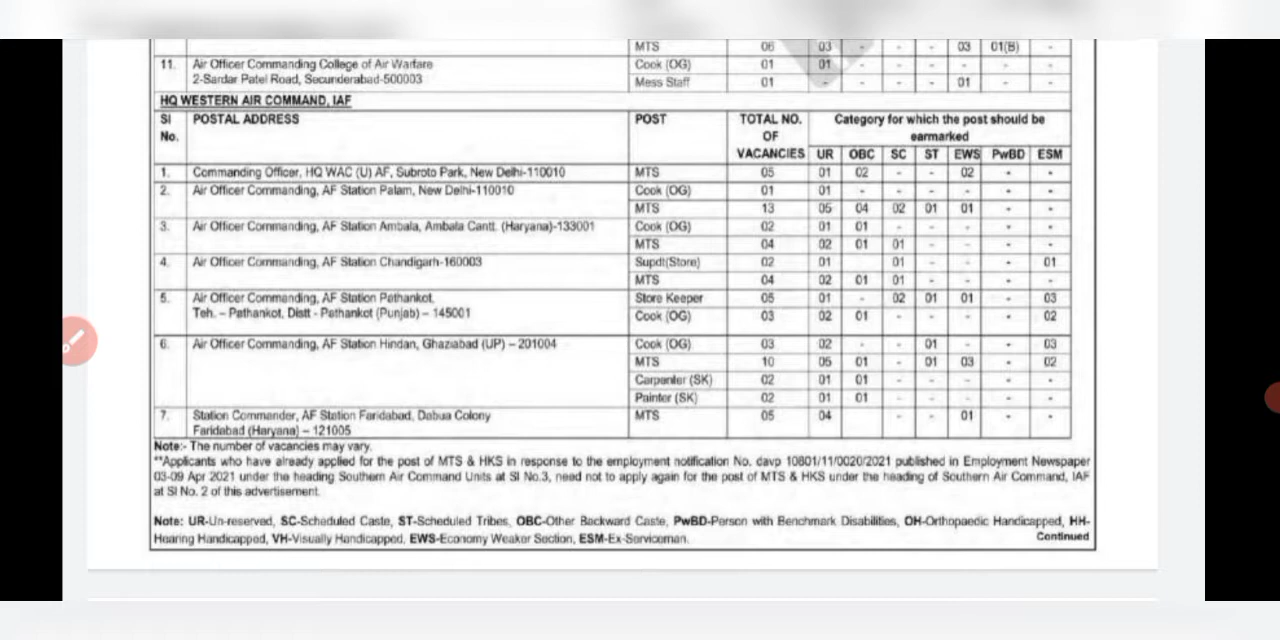 MTS 06 03 - - - 03 01(B) -
11. Air Officer Commanding College of Air Warfare Cook (OG) 01 01 - - - - - -
2-Sardar Patel Road, Secunderabad-500003 Mess Staff 01 - - - - 01 - -
HQ WESTERN AIR COMMAND, IAF
SI POSTAL ADDRESS POST TOTAL NO. Category for which the post should be
No. OF earmarked
VACANCIES UR OBC SC ST EWS PwBD ESM
1. Commanding Officer, HQ WAC (U) AF, Subroto Park, New Delhi-110010 MTS 05 01 02 - - 02 - -
2. Air Officer Commanding, AF Station Palam, New Delhi-110010 Cook (OG) 01 01 - - - - - -
MTS 13 05 04 02 01 01 - -
3. Air Officer Commanding, AF Station Ambala, Ambala Cantt. (Haryana)-133001 Cook (OG) 02 01 01 - - - - -
MTS 04 02 01 01 - - - -
4. Air Officer Commanding, AF Station Chandigarh-160003 Supdt(Store) 02 01 01 - - - 01
MTS 04 02 01 01 - - - -
5. Air Officer Commanding, AF Station Pathankot, Store Keeper 05 01 - 02 01 01 - 03
Teh. – Pathankot, Distt - Pathankot (Punjab) – 145001 Cook (OG) 03 02 01 - - - - 02
6. Air Officer Commanding, AF Station Hindan, Ghaziabad (UP) – 201004 Cook (OG) 03 02 - - 01 - - 03
MTS 10 05 01 - 01 03 - 02
Carpenter (SK) 02 01 01 - - - - -
Painter (SK) 02 01 01 - - - - -
7. Station Commander, AF Station Faridabad, Dabua Colony MTS 05 04 - - 01 - -
Faridabad (Haryana) – 121005
Note:- The number of vacancies may vary.
**Applicants who have already applied for the post of MTS & HKS in response to the employment notification No. davp 10801/11/0020/2021 published in Employment Newspaper
03-09 Apr 2021 under the heading Southern Air Command Units at SI No.3, need not to apply again for the post of MTS & HKS under the heading of Southern Air Command, IAF
at SI No. 2 of this advertisement.
Note: UR-Un-reserved, SC-Scheduled Caste, ST-Scheduled Tribes, OBC-Other Backward Caste, PwBD-Person with Benchmark Disabilities, OH-Orthopaedic Handicapped, HH-
Hearing Handicapped, VH-Visually Handicapped, EWS-Economy Weaker Section, ESM-Ex-Serviceman. Continued